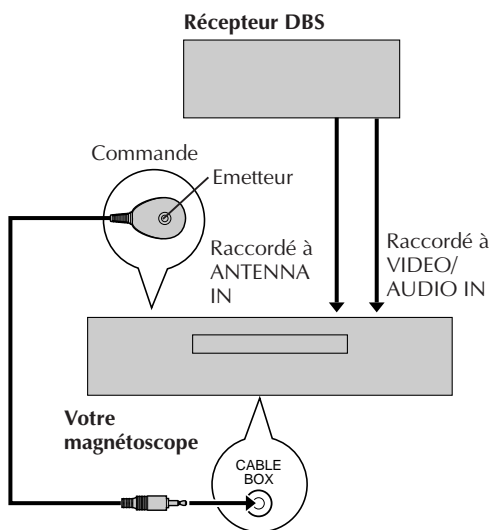 Récepteur DBS
Commande
Emetteur
Raccordé à
ANTENNA
IN
Raccordé à
VIDEO/
AUDIO IN
Votre
magnétoscope
CABLE
BOX